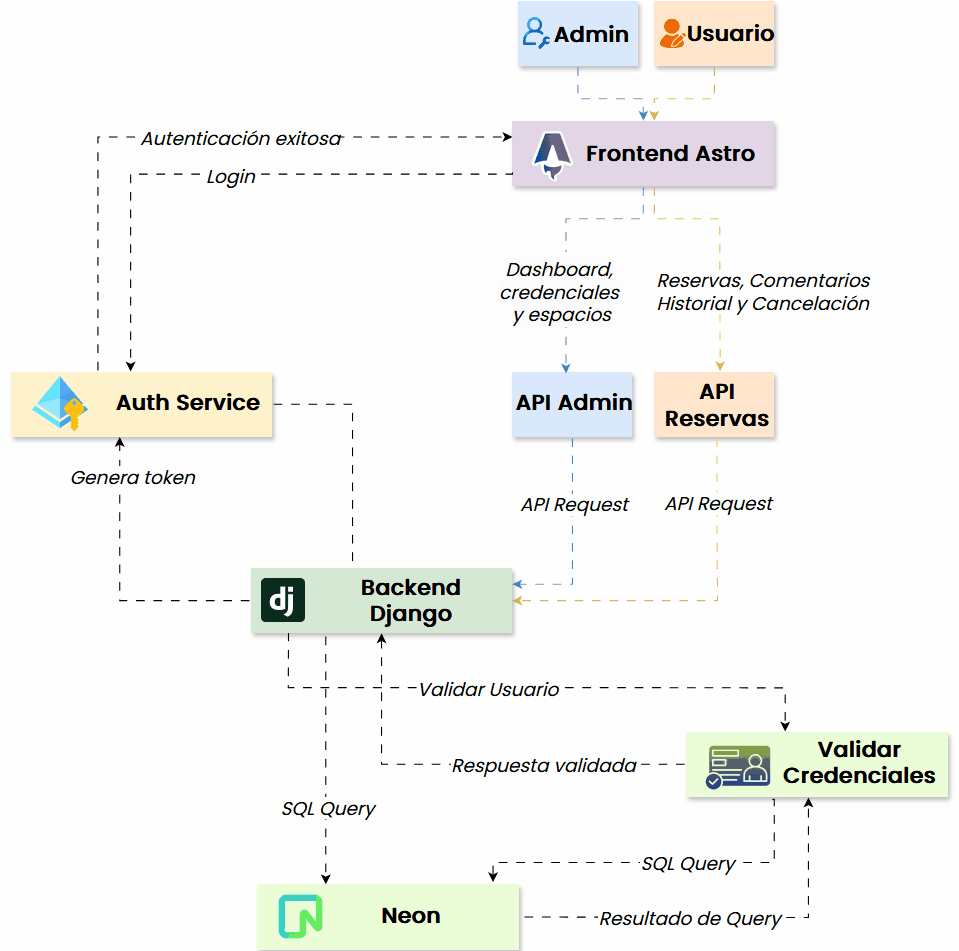 Admin
Usuario
Frontend Astro
Autenticación exitosa
Login
Dashboard,
credenciales
y espacios
Reservas, Comentarios
Historial y Cancelación
Auth Service
API Admin
API
Reservas
Genera token
API Request
API Request
dj
Backend
Django
Validar Usuario
Validar
Credenciales
Respuesta validada
SQL Query
SQL Query
Neon
Resultado de Query